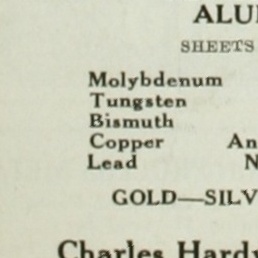 ALU
SHEETS
Molybdenum
Tungsten
Bismuth
Copper An
Lead N
GOLD—SILV
Charles Hardy